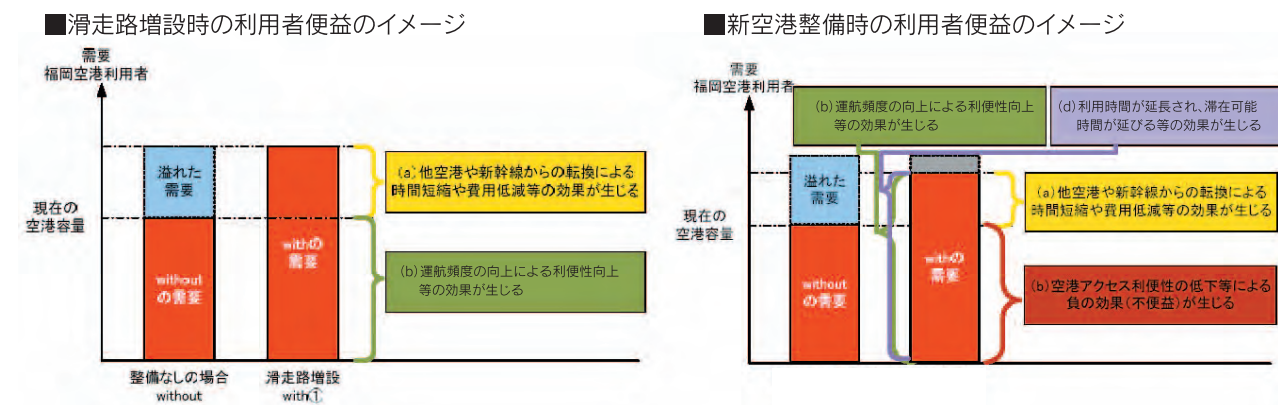 ■滑走路増設時の利用者便益のイメージ
需要
福岡空港利用者
溢れた
需要
現在の
空港容量
without
の需要
withの
需要
(a)他空港や新幹線からの転換による
時間短縮や費用低減等の効果が生じる
(b)運航頻度の向上による利便性向上
等の効果が生じる
整備なしの場合
without
滑走路増設
with①
■新空港整備時の利用者便益のイメージ
需要
福岡空港利用者
(b)運航頻度の向上による利便性向上
等の効果が生じる
(d)利用時間が延長され、滞在可能
時間が延びる等の効果が生じる
溢れた
需要
現在の
空港容量
without
の需要
withの
需要
(a)他空港や新幹線からの転換による
時間短縮や費用低減等の効果が生じる
(b)空港アクセス利便性の低下等による
負の効果(不便益)が生じる